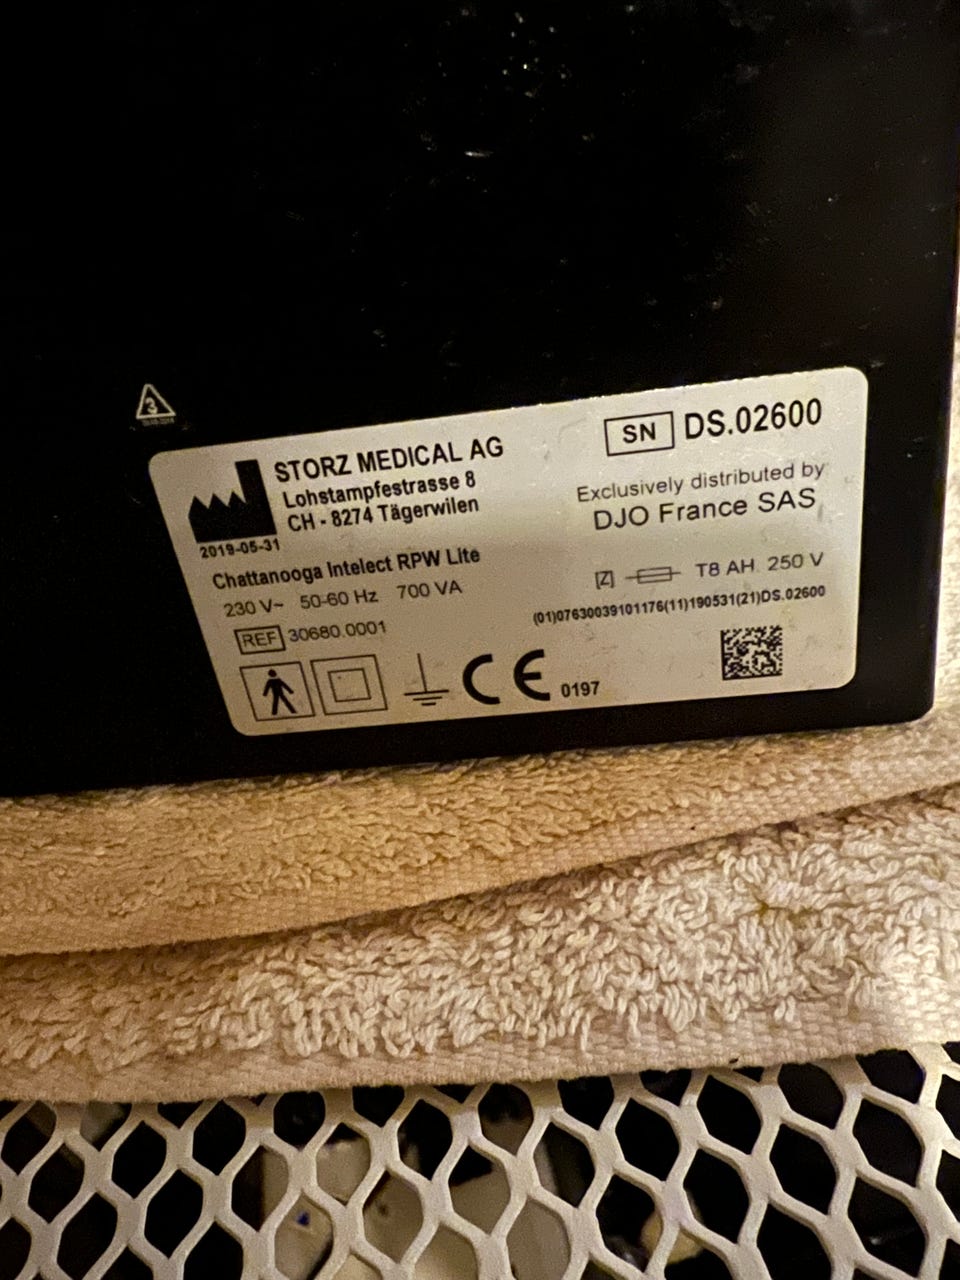 3
STORZ MEDICAL AG
Lohstampfestrasse 8
CH - 8274 Tägerwilen
2019-05-31
Chattanooga Intelect RPW Lite
230 V~ 50-60 Hz 700 VA
REF 30680.0001
SN DS.02600
Exclusively distributed by
DJO France SAS
[Z] T8 AH 250 V
(01)07630039101176(11)190531(21)DS.02600
CE 0197